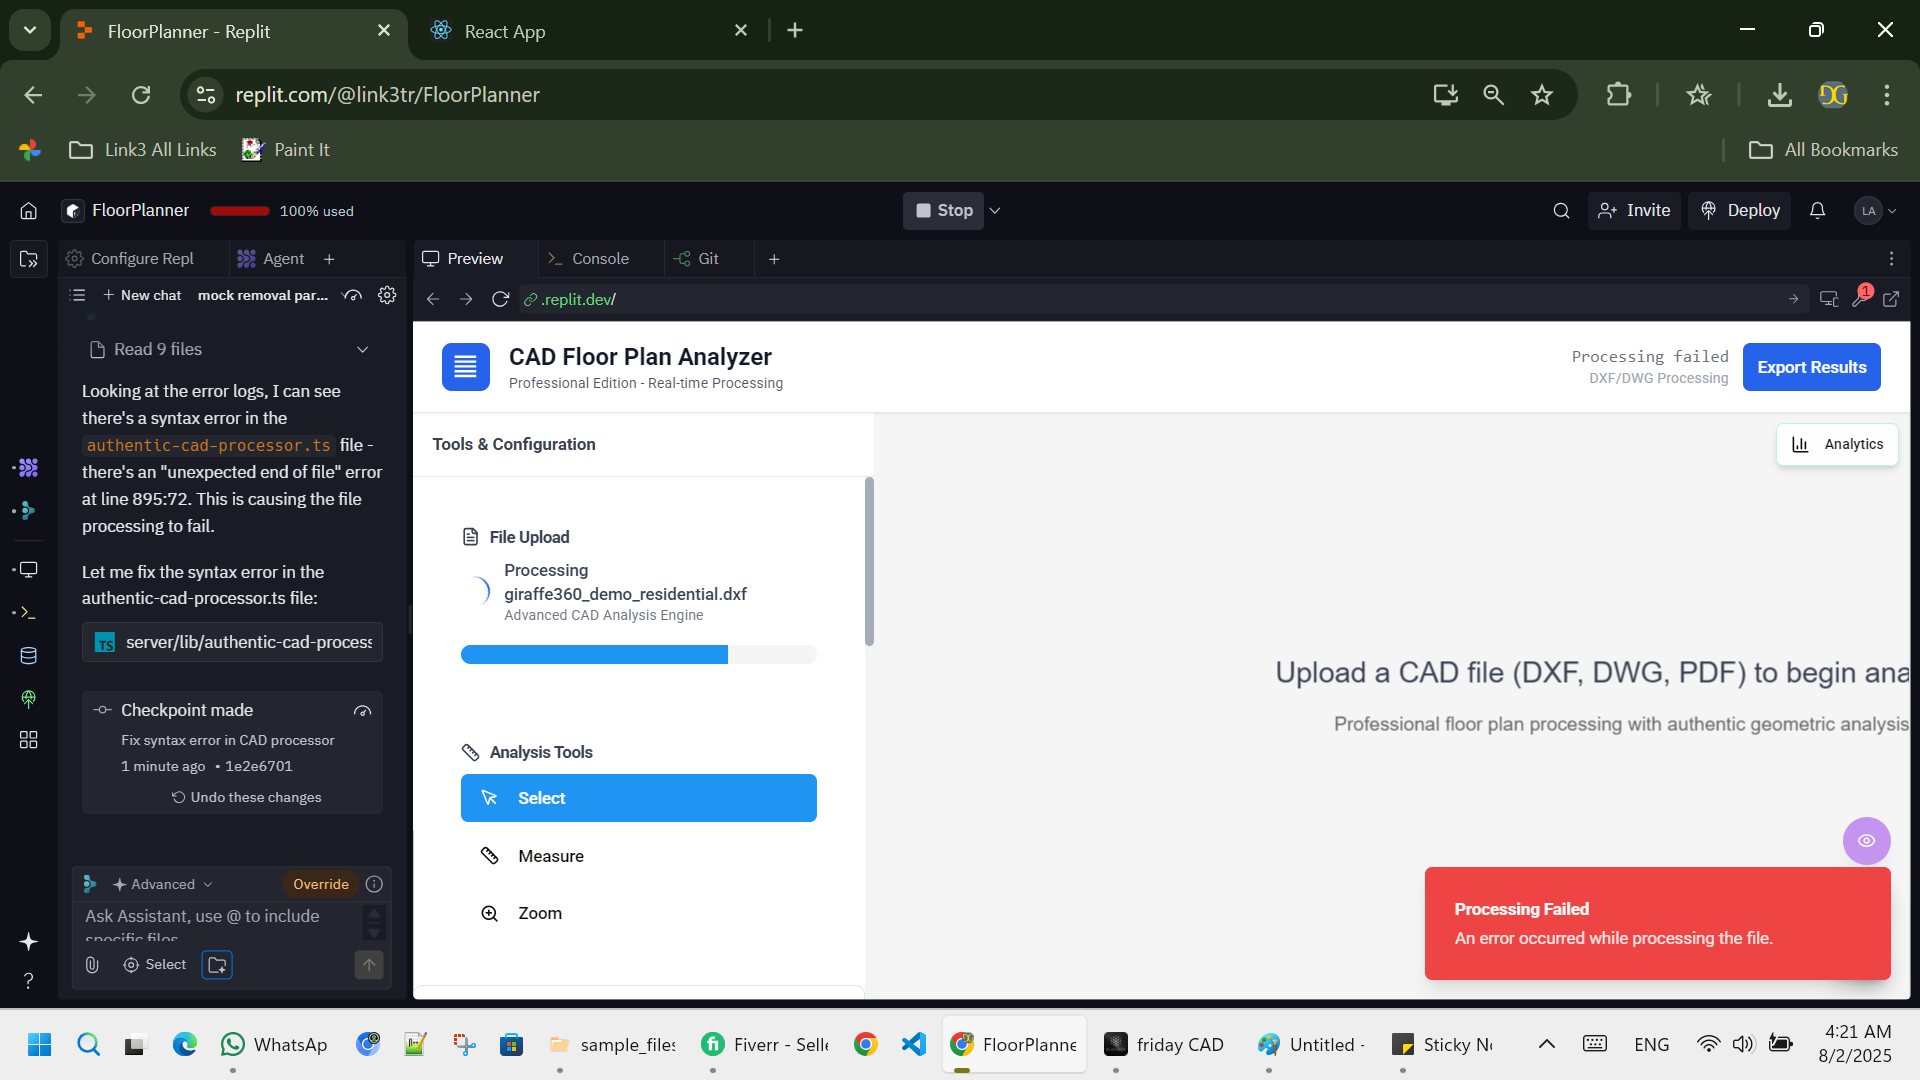 FloorPlanner - Replit
React App
replit.com/@link3tr/FloorPlanner
DG
Link3 All Links
Paint It
All Bookmarks
FloorPlanner
100% used
Stop
Invite
Deploy
LA
Configure Repl
Agent
Preview
Console
Git
New chat
mock removal par...
.replit.dev/
1
Read 9 files
Looking at the error logs, I can see
there's a syntax error in the
authentic-cad-processor.ts file -
there's an "unexpected end of file" error
at line 895:72. This is causing the file
processing to fail.
Let me fix the syntax error in the
authentic-cad-processor.ts file:
TS server/lib/authentic-cad-process
Checkpoint made
Fix syntax error in CAD processor
1 minute ago • 1e2e6701
Undo these changes
Advanced
Override
Ask Assistant, use @ to include
specific files
Select
CAD Floor Plan Analyzer
Professional Edition - Real-time Processing
Processing failed
DXF/DWG Processing
Export Results
Tools & Configuration
Analytics
File Upload
Processing
giraffe360_demo_residential.dxf
Advanced CAD Analysis Engine
Analysis Tools
Select
Measure
Zoom
Upload a CAD file (DXF, DWG, PDF) to begin ana
Professional floor plan processing with authentic geometric analysis
Processing Failed
An error occurred while processing the file.
WhatsApp
sample_files
fi
Fiverr - Selle
FloorPlanne
friday CAD
Untitled -
Sticky No
ENG
4:21 AM
8/2/2025